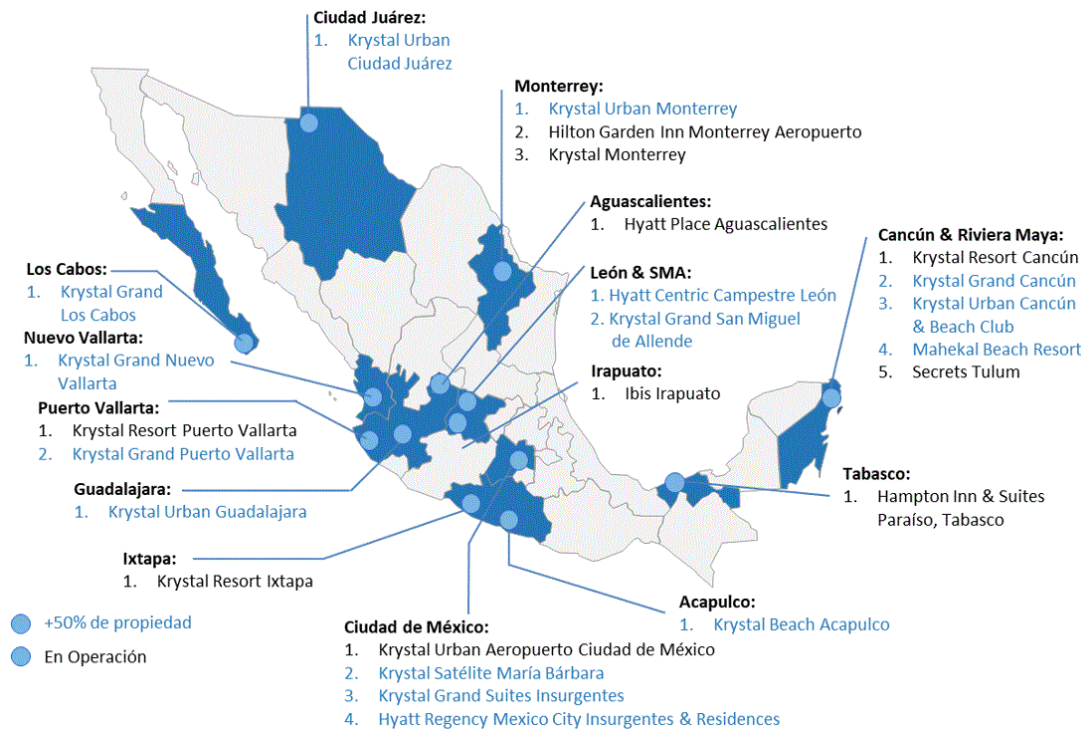 Ciudad Juárez:
1. Krystal Urban
Ciudad Juárez
Monterrey:
1. Krystal Urban Monterrey
2. Hilton Garden Inn Monterrey Aeropuerto
3. Krystal Monterrey
Aguascalientes:
1. Hyatt Place Aguascalientes
Cancún & Riviera Maya:
1. Krystal Resort Cancún
2. Krystal Grand Cancún
3. Krystal Urban Cancún
& Beach Club
4. Mahekal Beach Resort
5. Secrets Tulum
León & SMA:
1. Hyatt Centric Campestre León
2. Krystal Grand San Miguel
de Allende
Los Cabos:
1. Krystal Grand
Los Cabos
Nuevo Vallarta:
1. Krystal Grand Nuevo
Vallarta
Irapuato:
1. Ibis Irapuato
Puerto Vallarta:
1. Krystal Resort Puerto Vallarta
2. Krystal Grand Puerto Vallarta
Tabasco:
1. Hampton Inn & Suites
Paraíso, Tabasco
Guadalajara:
1. Krystal Urban Guadalajara
Ixtapa:
1. Krystal Resort Ixtapa
Acapulco:
1. Krystal Beach Acapulco
+50% de propiedad
En Operación
Ciudad de México:
1. Krystal Urban Aeropuerto Ciudad de México
2. Krystal Satélite María Bárbara
3. Krystal Grand Suites Insurgentes
4. Hyatt Regency Mexico City Insurgentes & Residences